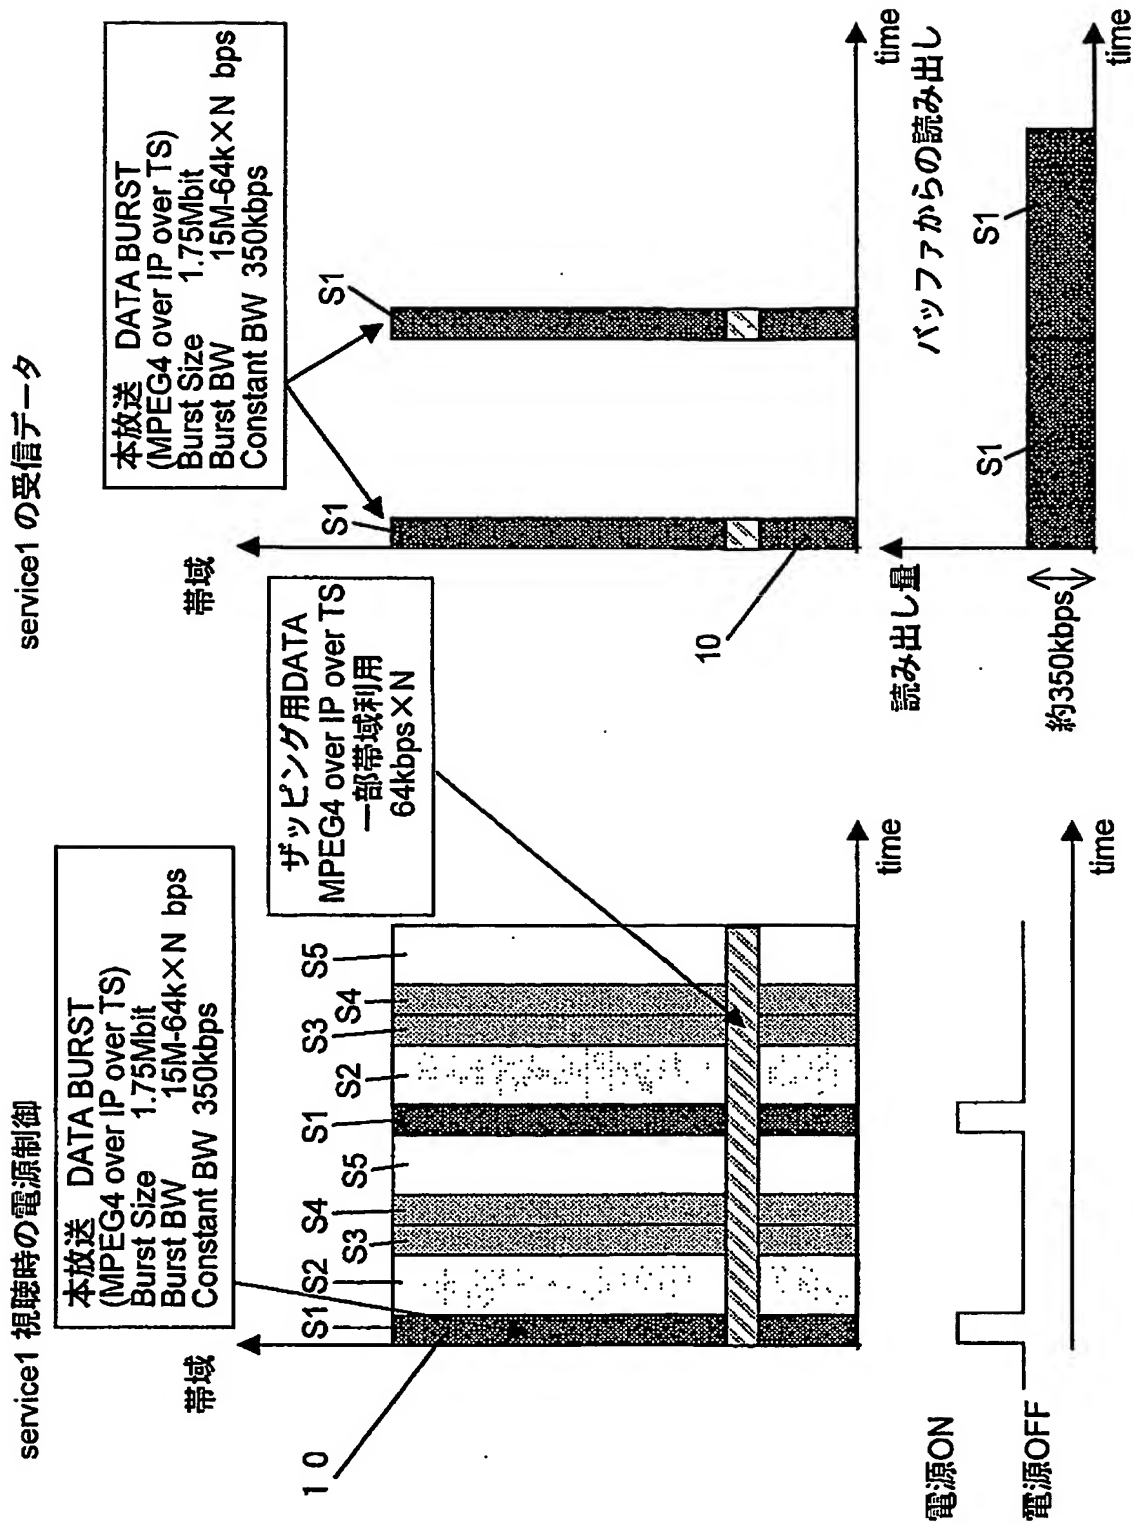 service1 視聴時の電源制御
本放送 DATA BURST
(MPEG4 over IP over TS)
Burst Size 1.75Mbit
Burst BW 15M-64k×N bps
Constant BW 350kbps
帯域
10
S1
S2
S3
S4
S5
S1
S2
S3
S4
S5
time
ザッピング用DATA
MPEG4 over IP over TS
一部帯域利用
64kbps×N
電源ON
電源OFF
time
service1 の受信データ
本放送 DATA BURST
(MPEG4 over IP over TS)
Burst Size 1.75Mbit
Burst BW 15M-64k×N bps
Constant BW 350kbps
帯域
S1
S1
10
time
バッファからの読み出し
読み出し量
約350kbps
S1
S1
time